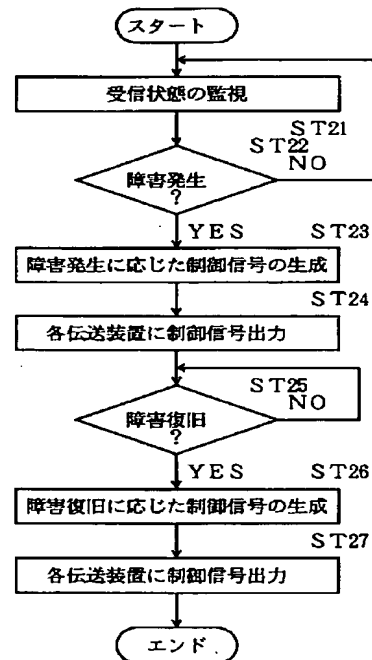 スタート
受信状態の監視
ST21
ST22
NO
障害発生
?
YES
ST23
障害発生に応じた制御信号の生成
ST24
各伝送装置に制御信号出力
ST25
NO
障害復旧
?
YES
ST26
障害復旧に応じた制御信号の生成
ST27
各伝送装置に制御信号出力
エンド